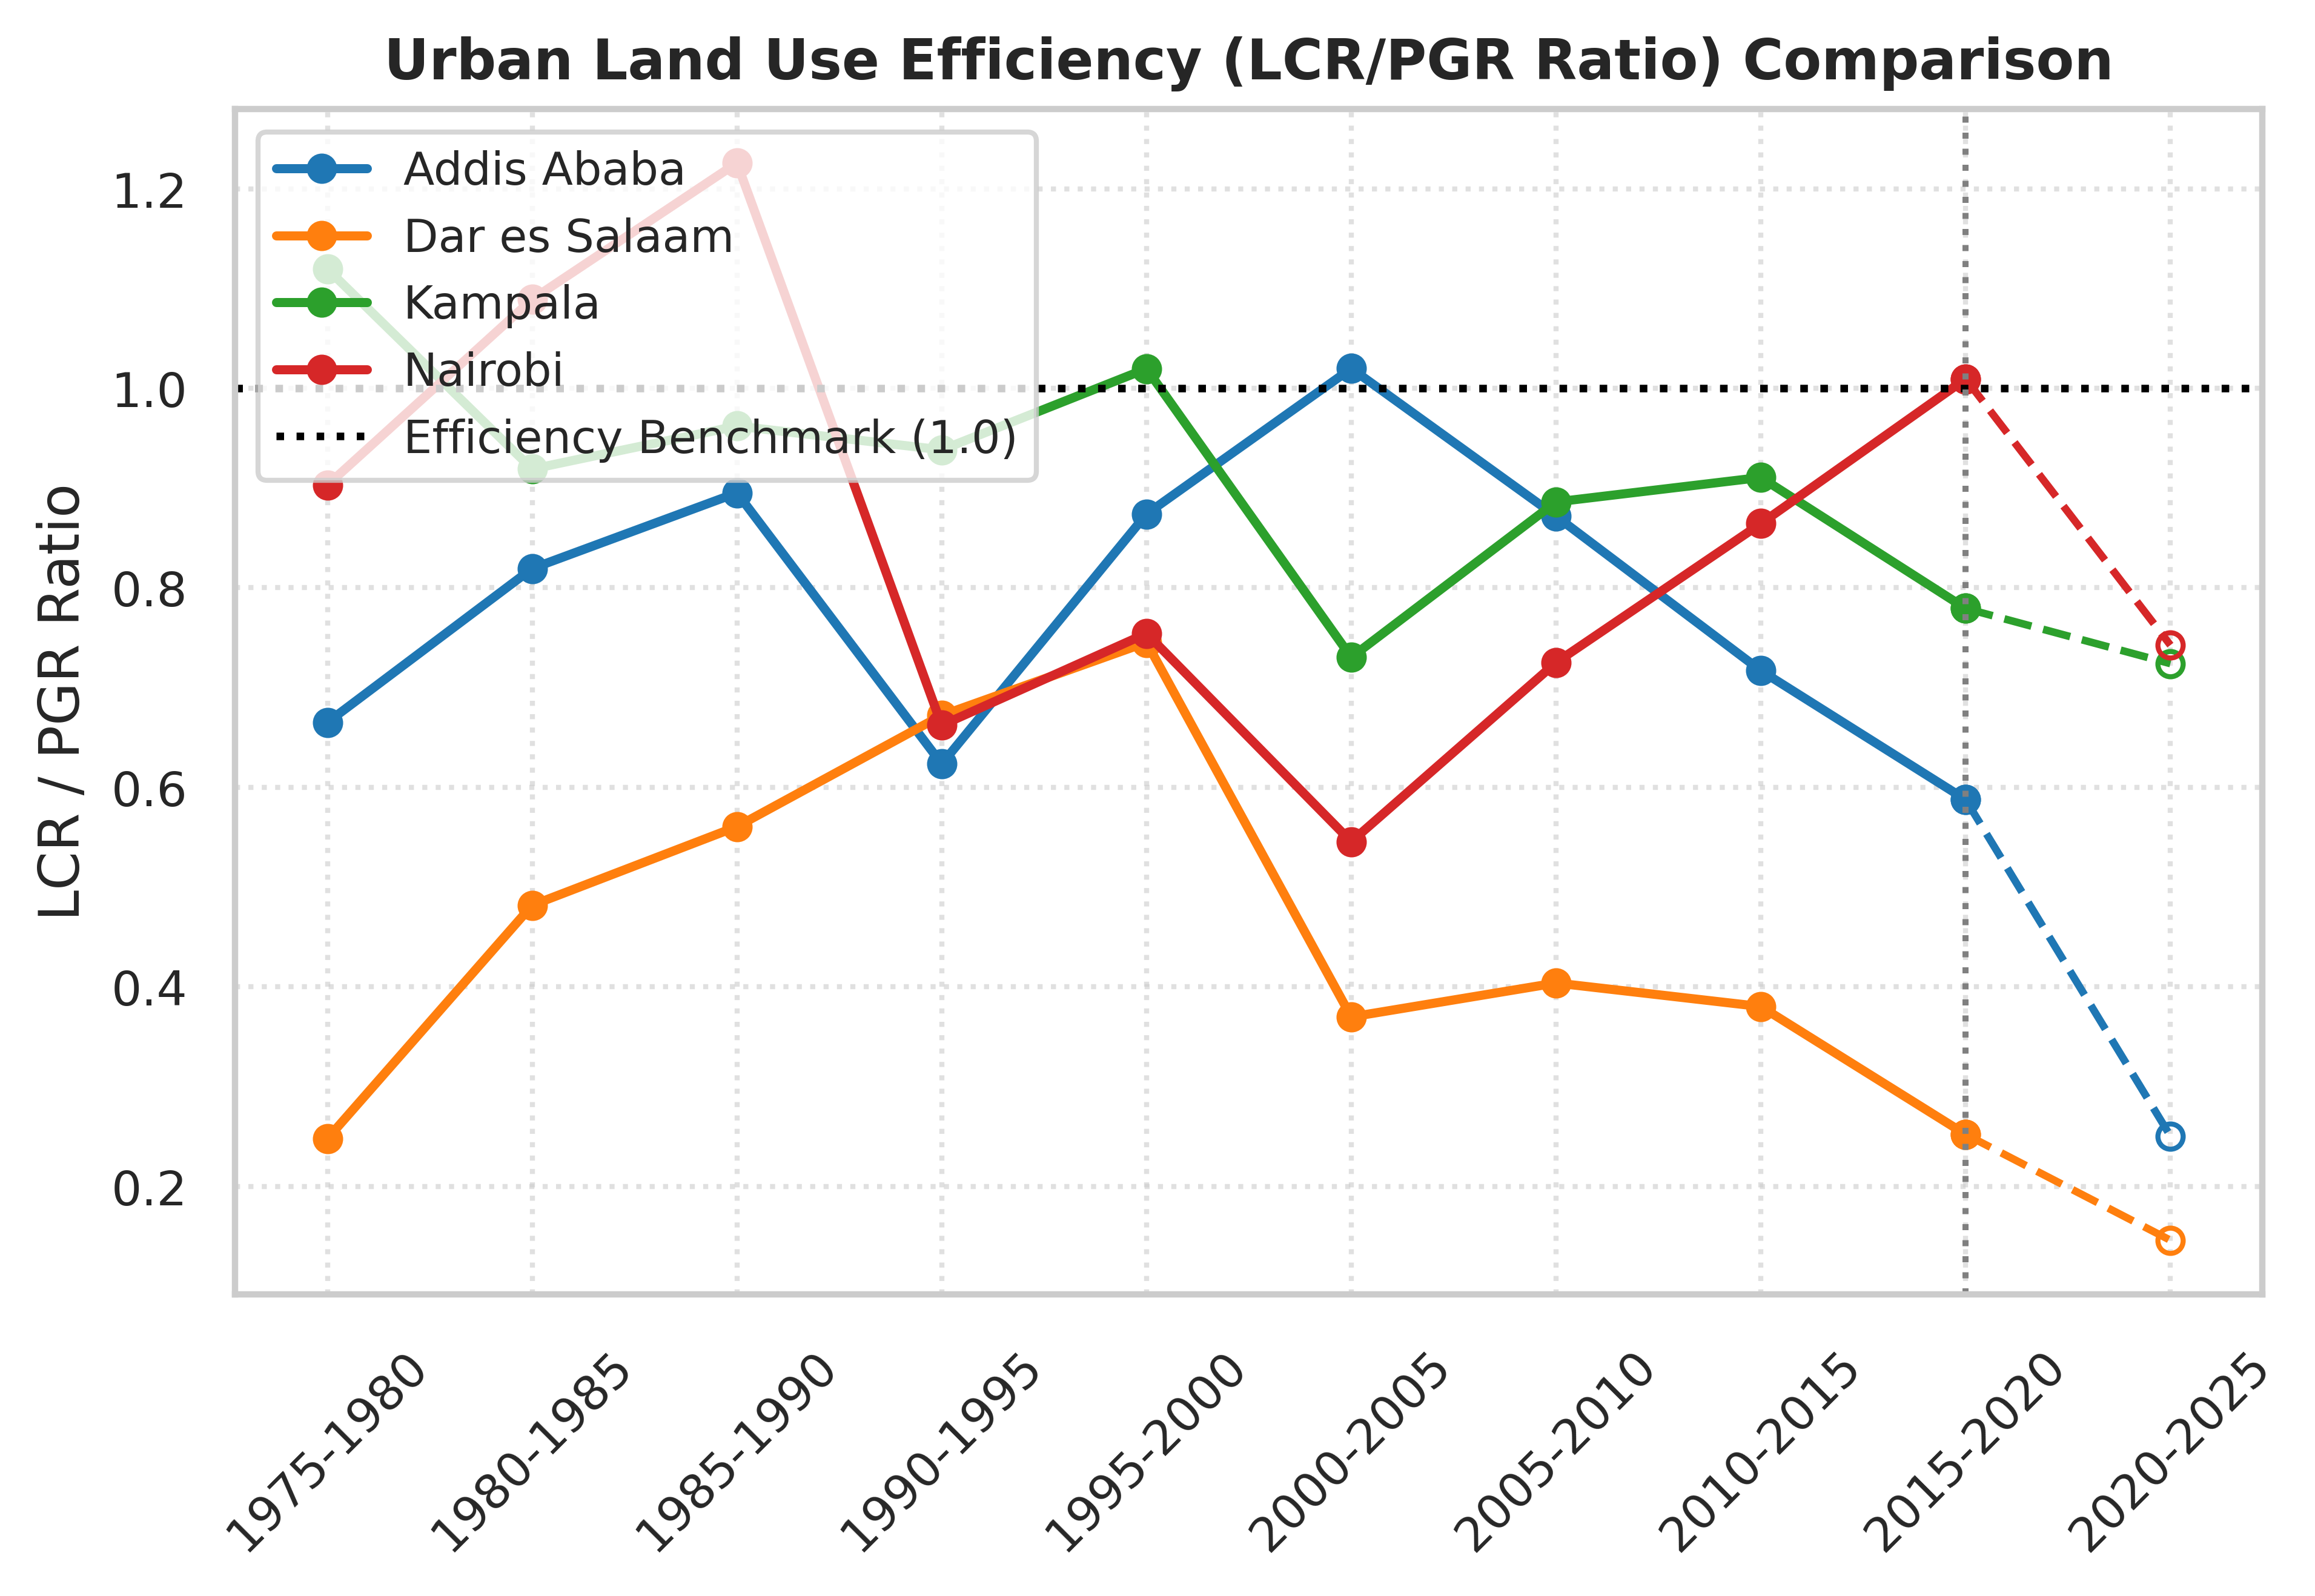 Urban Land Use Efficiency (LCR/PGR Ratio) Comparison
Addis Ababa
Dar es Salaam
Kampala
Nairobi
Efficiency Benchmark (1.0)
LCR / PGR Ratio
1.2
1.0
0.8
0.6
0.4
0.2
1975-1980
1980-1985
1985-1990
1990-1995
1995-2000
2000-2005
2005-2010
2010-2015
2015-2020
2020-2025